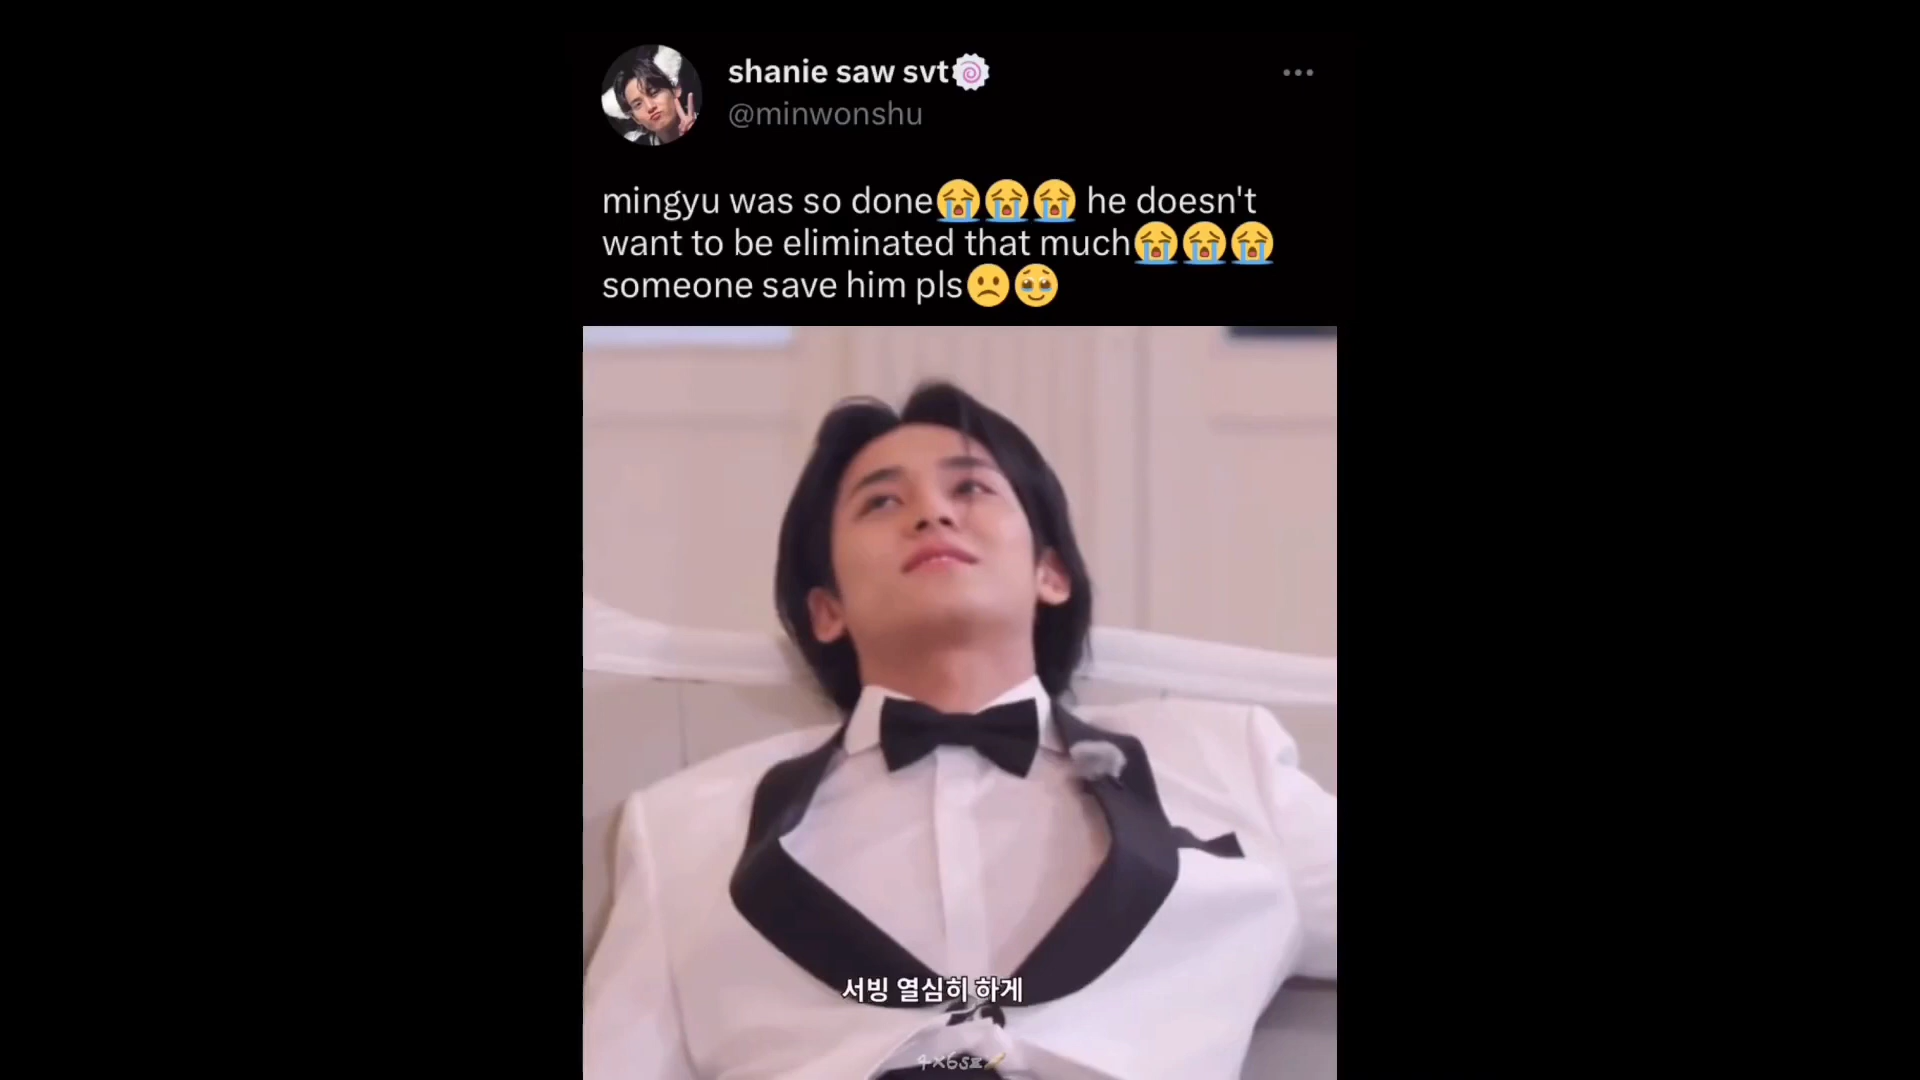 shanie saw svt🍥
@minwonshu
mingyu was so done😭😭😭 he doesn't
want to be eliminated that much😭😭😭
someone save him pls☹️🥹
서빙 열심히 하게